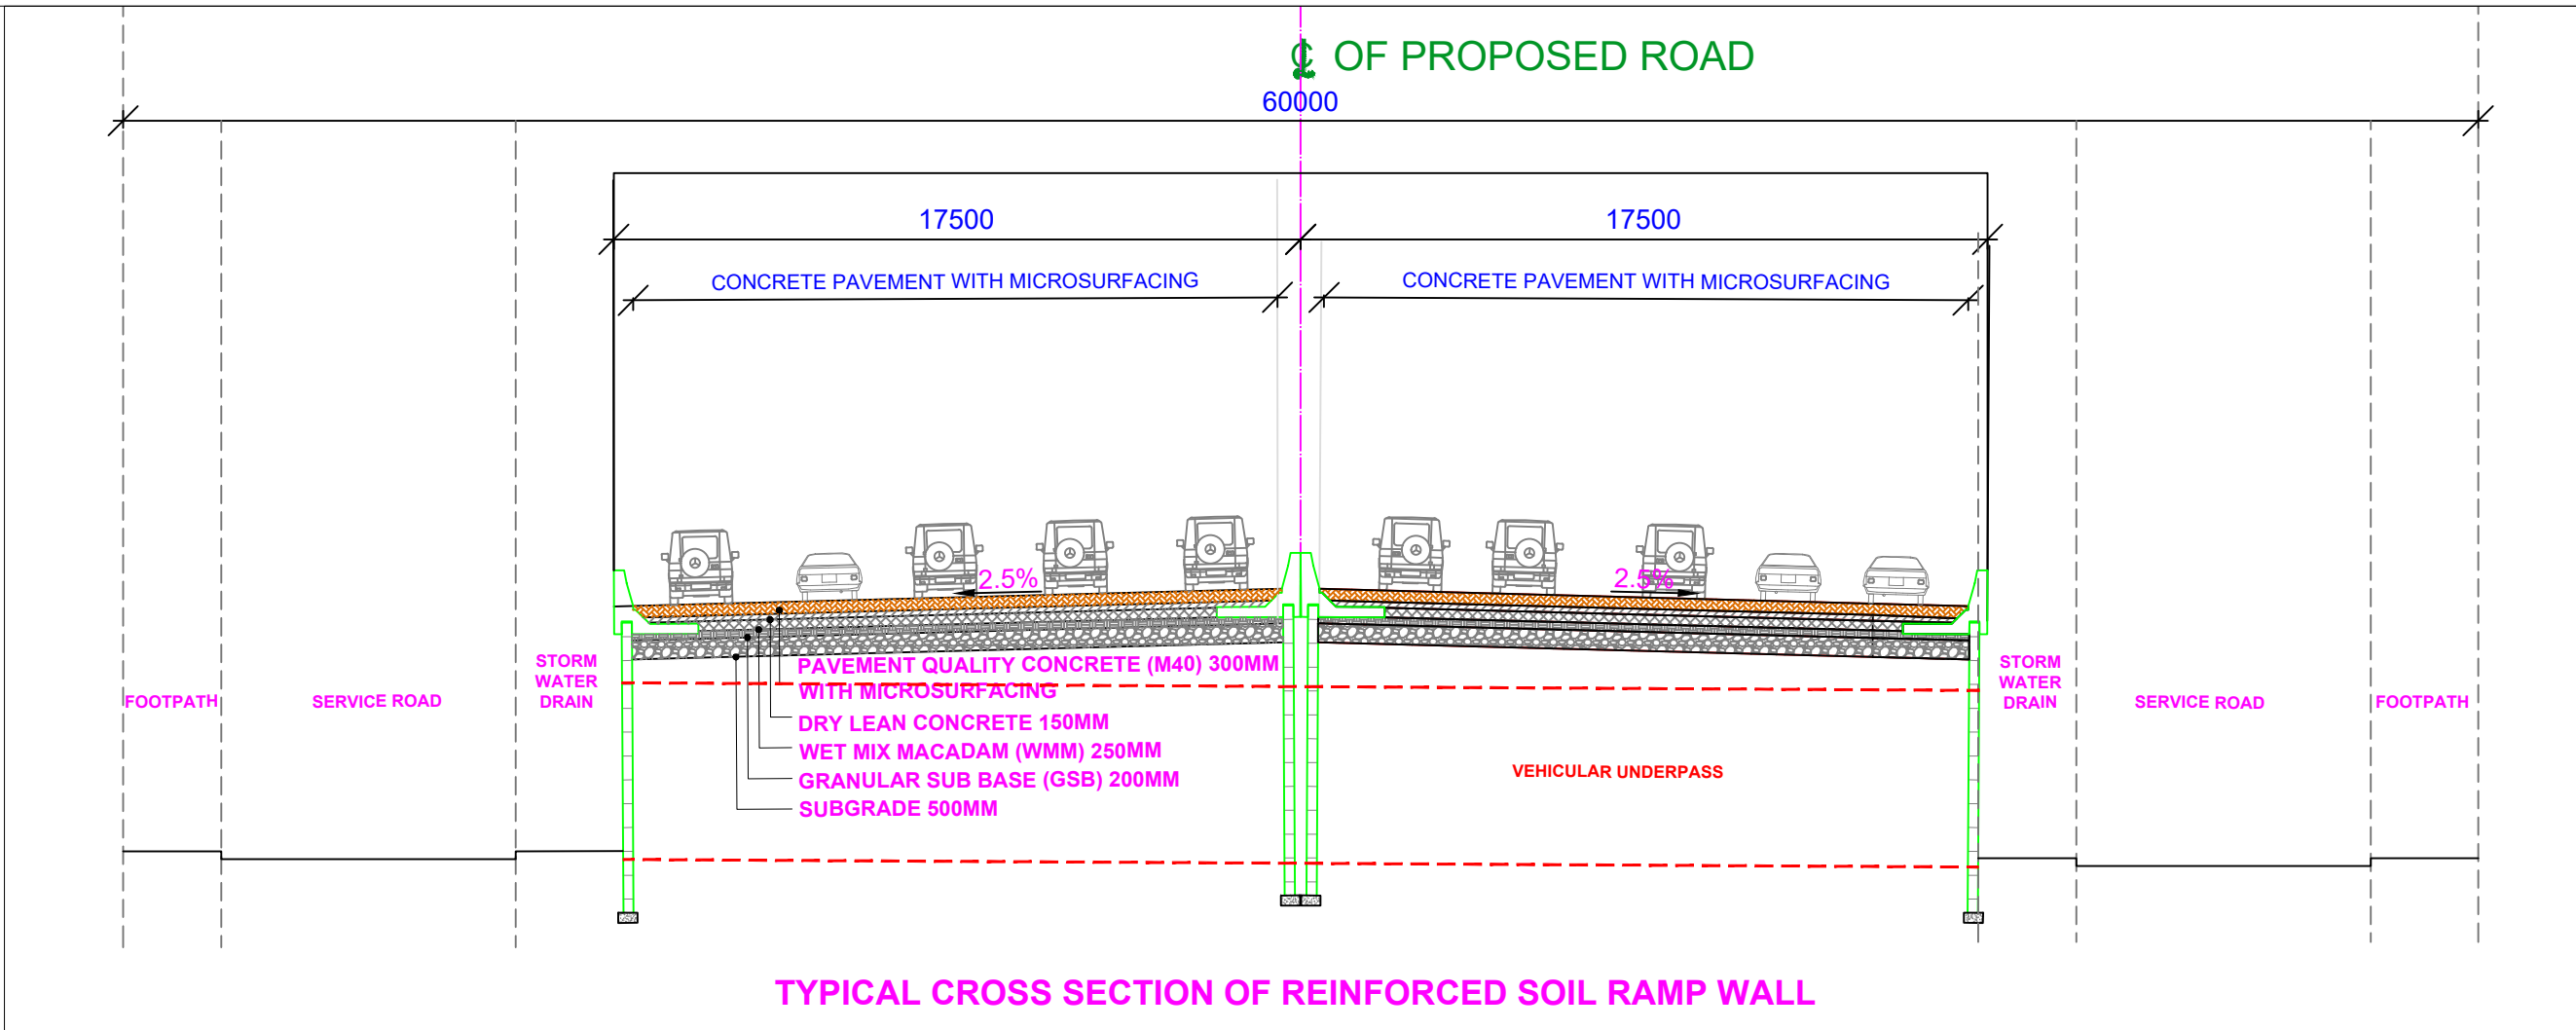 ℄ OF PROPOSED ROAD
60000
17500
17500
CONCRETE PAVEMENT WITH MICROSURFACING
CONCRETE PAVEMENT WITH MICROSURFACING
2.5%
2.5%
FOOTPATH
SERVICE ROAD
STORM
WATER
DRAIN
PAVEMENT QUALITY CONCRETE (M40) 300MM
WITH MICROSURFACING
DRY LEAN CONCRETE 150MM
WET MIX MACADAM (WMM) 250MM
GRANULAR SUB BASE (GSB) 200MM
SUBGRADE 500MM
VEHICULAR UNDERPASS
STORM
WATER
DRAIN
SERVICE ROAD
FOOTPATH
TYPICAL CROSS SECTION OF REINFORCED SOIL RAMP WALL